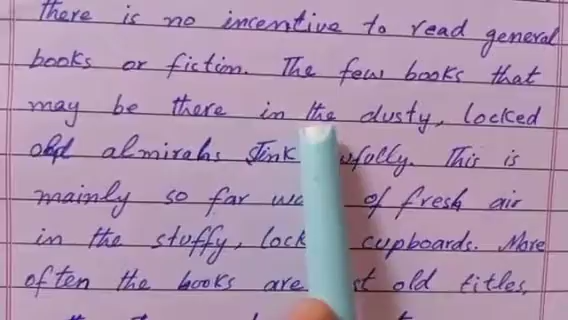 there is no incentive to read general
books or fiction. The few books that
may be there in the dusty, locked
old almirahs stink This is
mainly so far of fresh air
in the stuffy, cupboards. More
often the books are old titles,